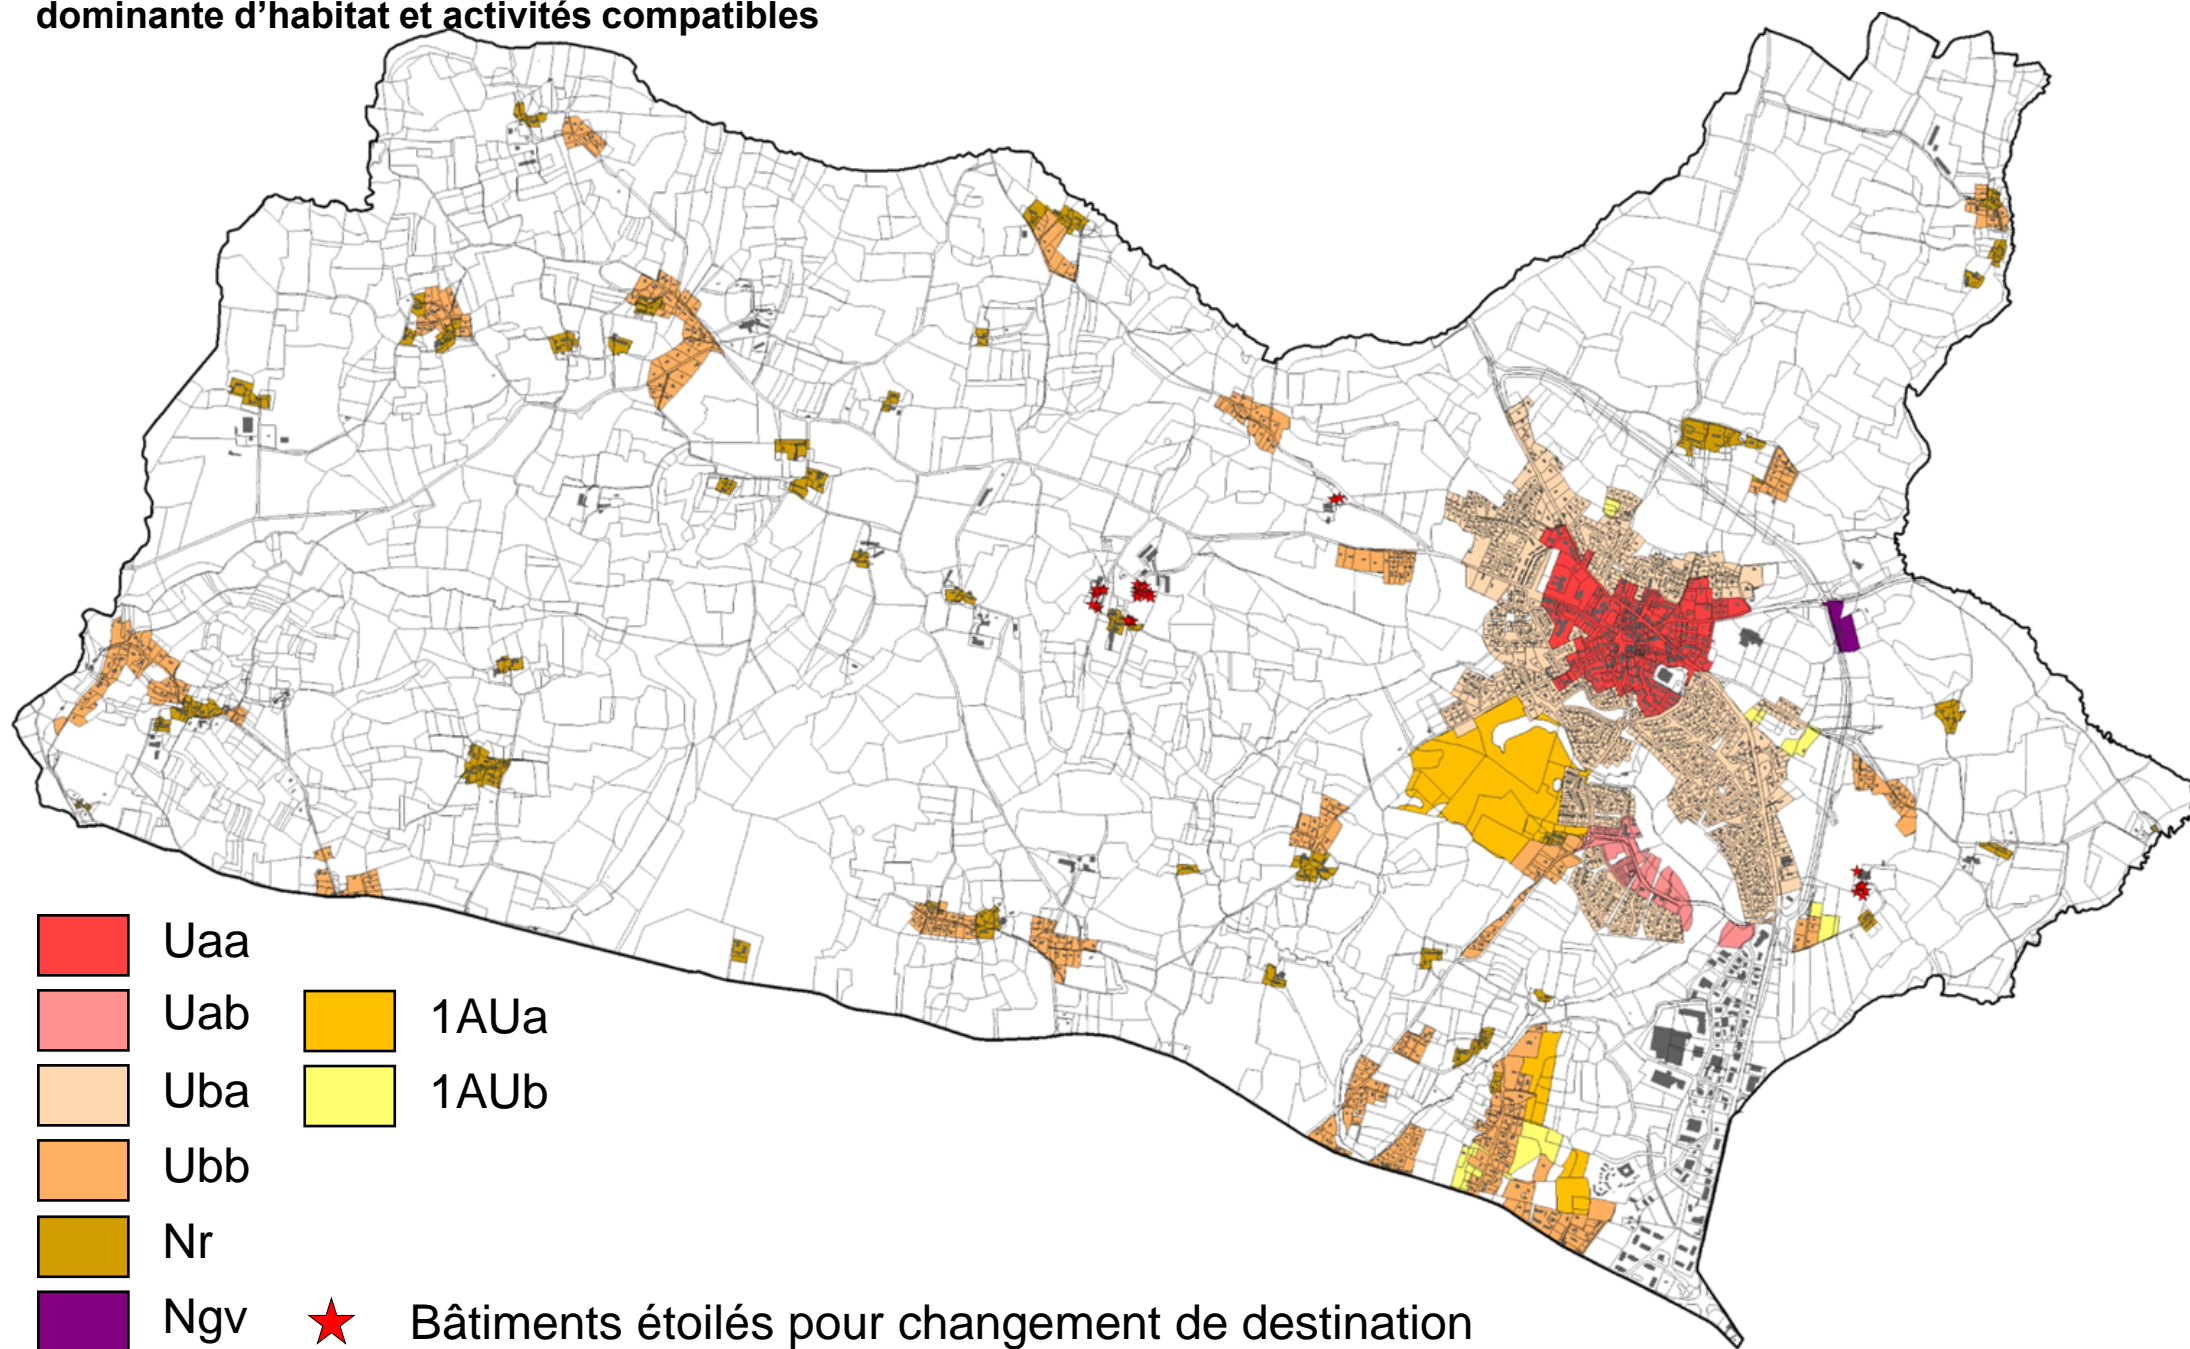 dominante d’habitat et activités compatibles
Uaa
Uab
1AUa
Uba
1AUb
Ubb
Nr
Ngv
Bâtiments étoilés pour changement de destination